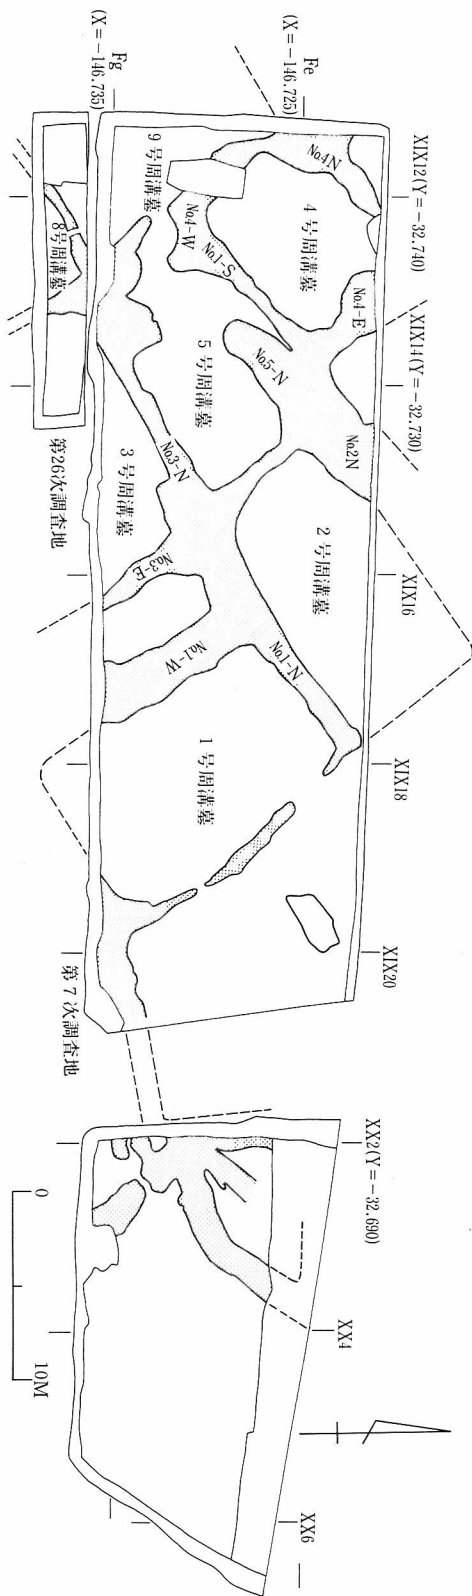 Fg
(X=-146.735)
Fe
(X=-146.725)
XIX12(Y=-32.740)
XIX14(Y=-32.730)
XIX16
XIX18
XIX20
XX2(Y=-32.690)
XX4
XX6
No.4N
4号周溝墓
No.4-E
9号周溝墓
No.4-W
No.1-S
8号周溝墓
5号周溝墓
No.5-N
No.2N
第26次調査地
3号周溝墓
No.3-N
No.3-E
2号周溝墓
No.1-W
No.1-N
1号周溝墓
第7次調査地
0
10M